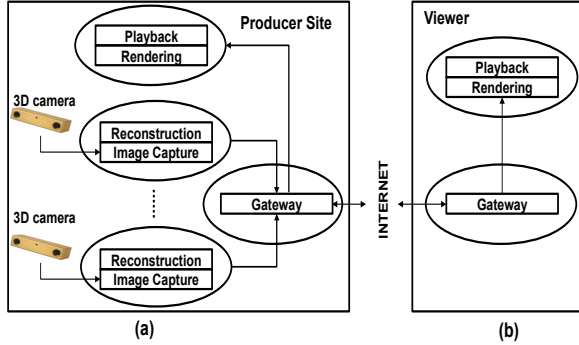 Producer Site
Playback
Rendering
3D camera
Reconstruction
Image Capture
Gateway
3D camera
Reconstruction
Image Capture
(a)
INTERNET
Viewer
Playback
Rendering
Gateway
(b)